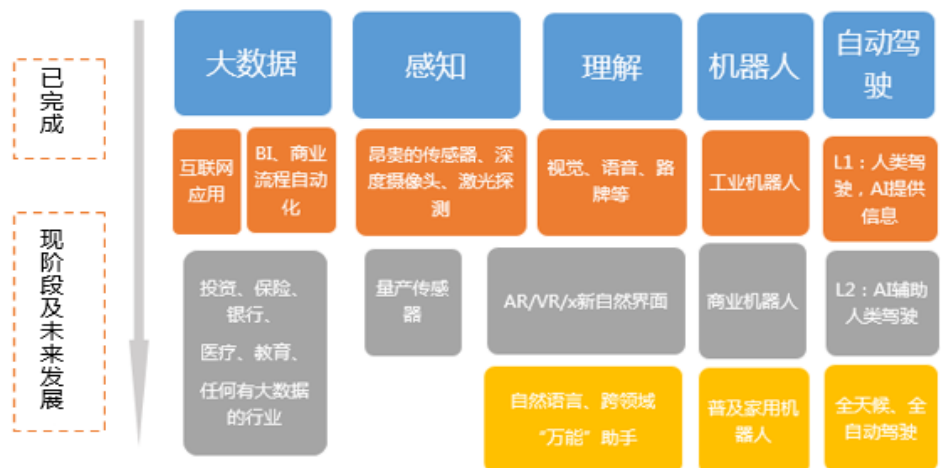 已
完
成
现
阶
段
及
未
来
发
展
大数据
感知
理解
机器人
自动驾
驶
互联网
应用
BI、商业
流程自动
化
昂贵的传感器、深
度摄像头、激光探
测
视觉、语音、路
牌等
工业机器人
L1：人类驾
驶，AI提供
信息
投资、保险、
银行、
医疗、教育、
任何有大数据
的行业
量产传感
器
AR/VR/x新自然界面
商业机器人
L2：AI辅助
人类驾驶
自然语言、跨领域
“万能”助手
普及家用机
器人
全天候、全
自动驾驶